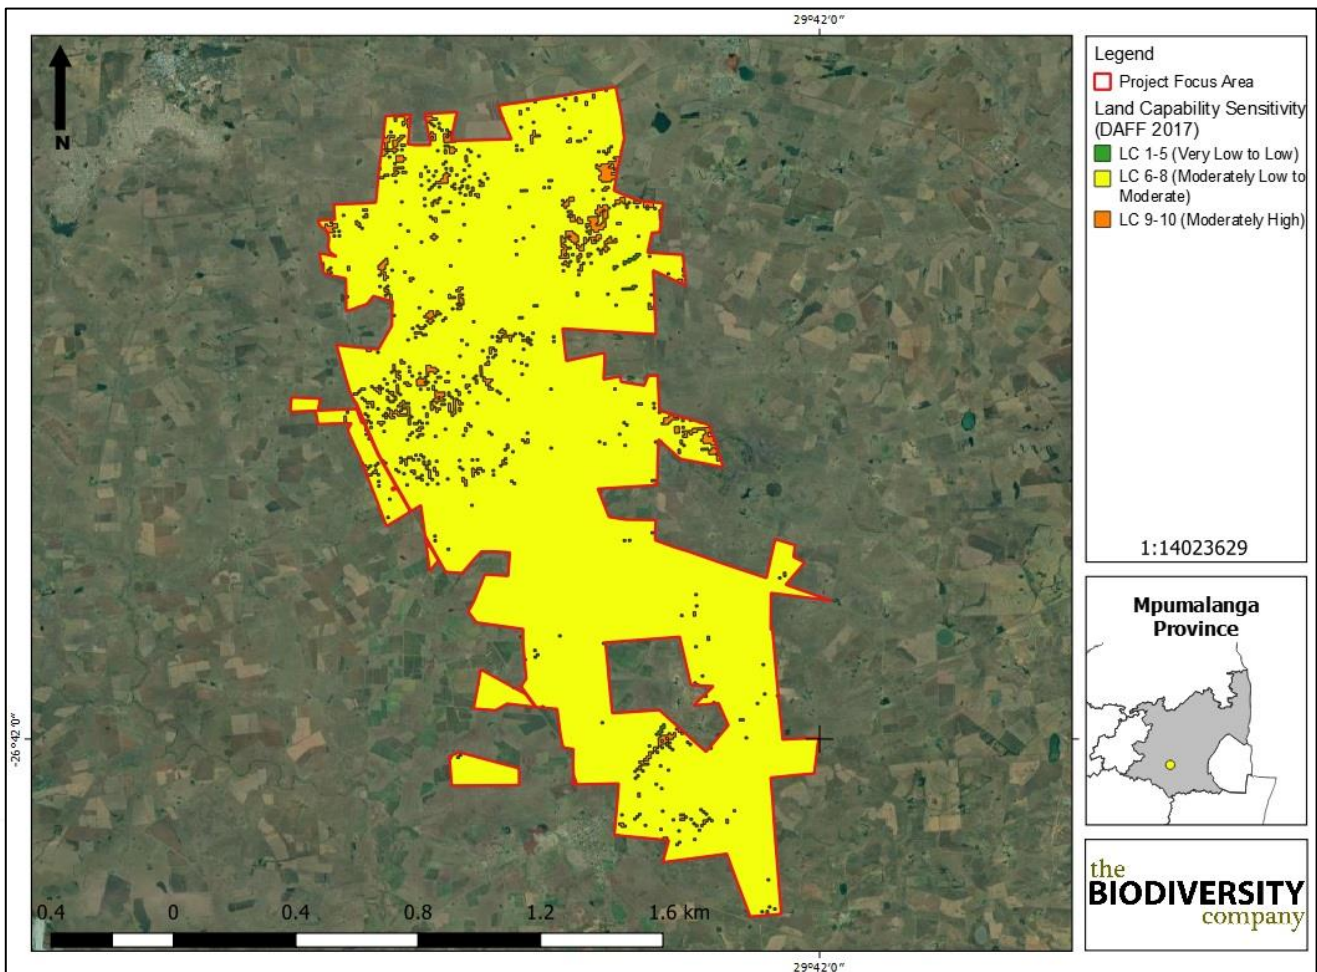 29°42'0"
N
-26°42'0"
0.4 0 0.4 0.8 1.2 1.6 km
29°42'0"
Legend
Project Focus Area
Land Capability Sensitivity
(DAFF 2017)
LC 1-5 (Very Low to Low)
LC 6-8 (Moderately Low to
Moderate)
LC 9-10 (Moderately High)
1:14023629
Mpumalanga
Province
the
BIODIVERSITY
company